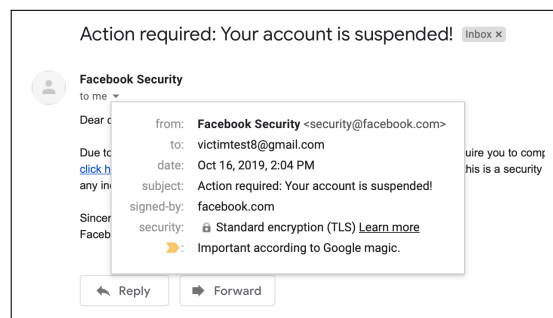 Action required: Your account is suspended! Inbox ×
Facebook Security
to me
Dear
from: Facebook Security <security@facebook.com>
Due to
to: victimtest8@gmail.com
uire you to comp
click h
date: Oct 16, 2019, 2:04 PM
his is a security
any in
subject: Action required: Your account is suspended!
signed-by: facebook.com
Sincer
security: Standard encryption (TLS) Learn more
Faceb
: Important according to Google magic.
Reply Forward